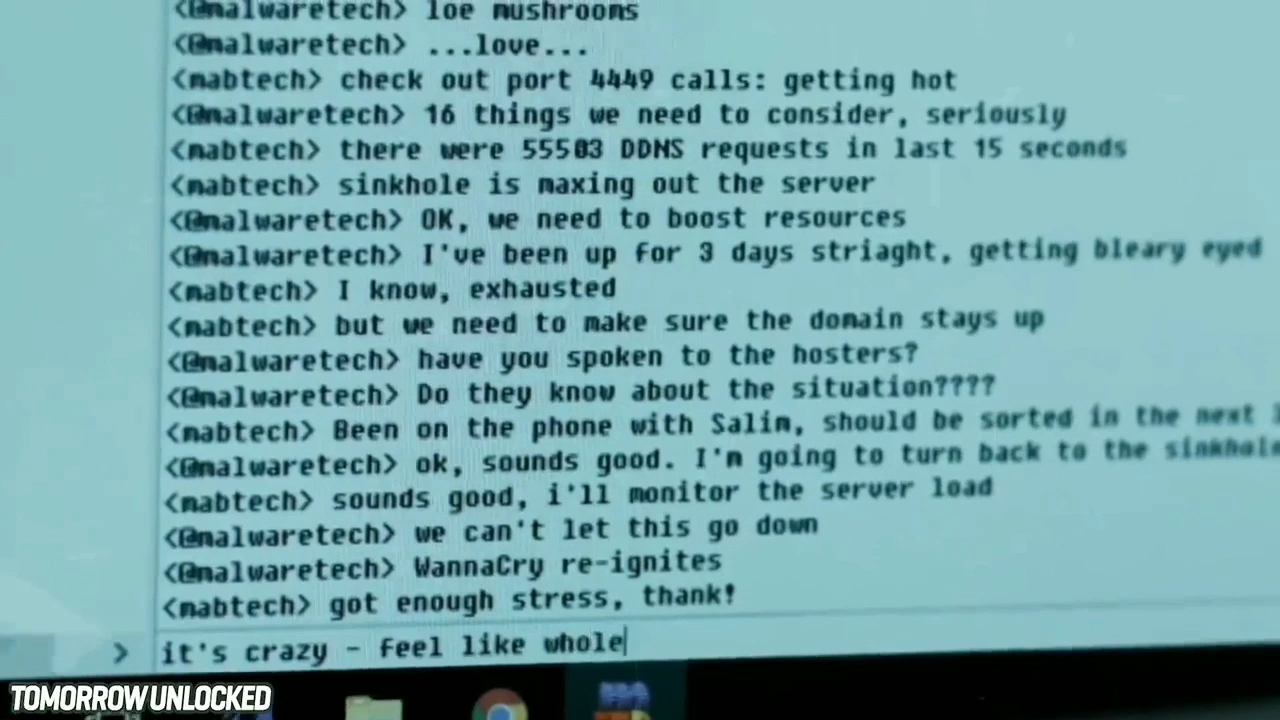 <@malwaretech> loe mushrooms
<@malwaretech> ...love...
<mabtech> check out port 4449 calls: getting hot
<@malwaretech> 16 things we need to consider, seriously
<mabtech> there were 55503 DDNS requests in last 15 seconds
<mabtech> sinkhole is maxing out the server
<@malwaretech> OK, we need to boost resources
<@malwaretech> I've been up for 3 days striaght, getting bleary eyed
<mabtech> I know, exhausted
<mabtech> but we need to make sure the domain stays up
<@malwaretech> have you spoken to the hosters?
<@malwaretech> Do they know about the situation????
<mabtech> Been on the phone with Salim, should be sorted in the next
<@malwaretech> ok, sounds good. I'm going to turn back to the sinkhole
<mabtech> sounds good, i'll monitor the server load
<@malwaretech> we can't let this go down
<@malwaretech> WannaCry re-ignites
<mabtech> got enough stress, thank!
> it's crazy - feel like whole
TOMORROW UNLOCKED